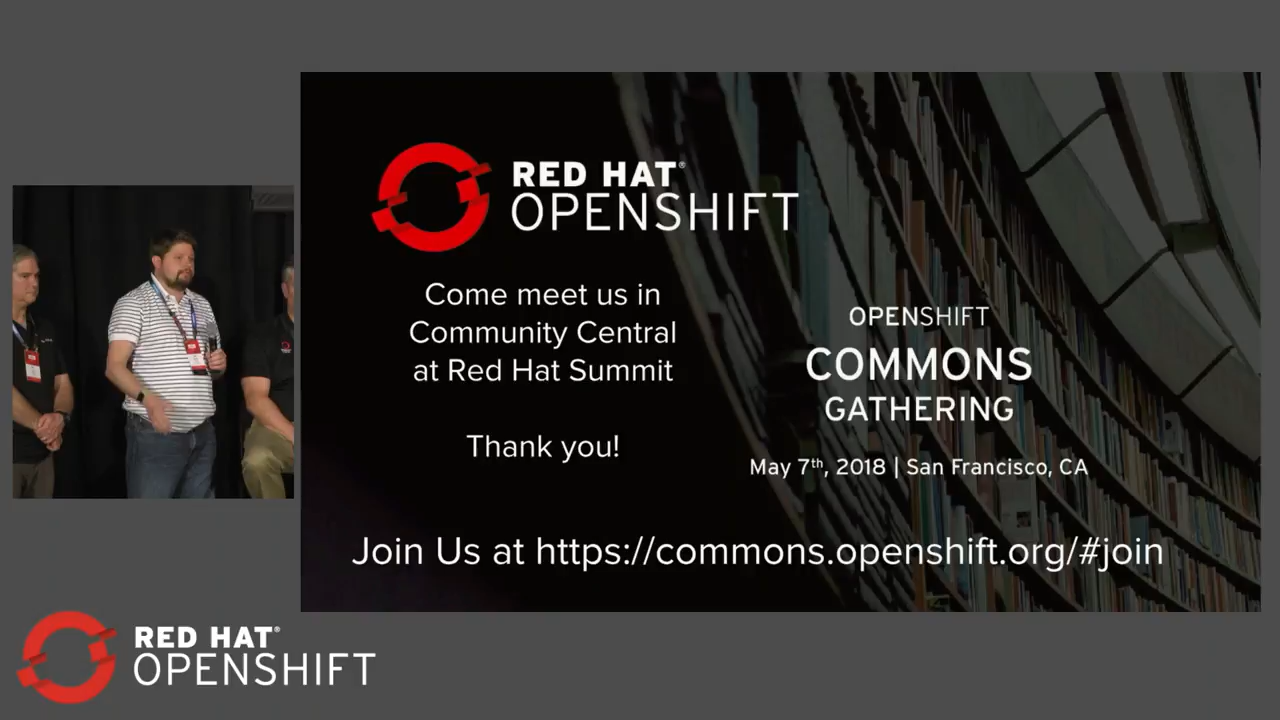 RED HAT®
OPENSHIFT
Come meet us in
Community Central
at Red Hat Summit
Thank you!
OPENSHIFT
COMMONS
GATHERING
May 7th, 2018 | San Francisco, CA
Join Us at https://commons.openshift.org/#join
RED HAT®
OPENSHIFT